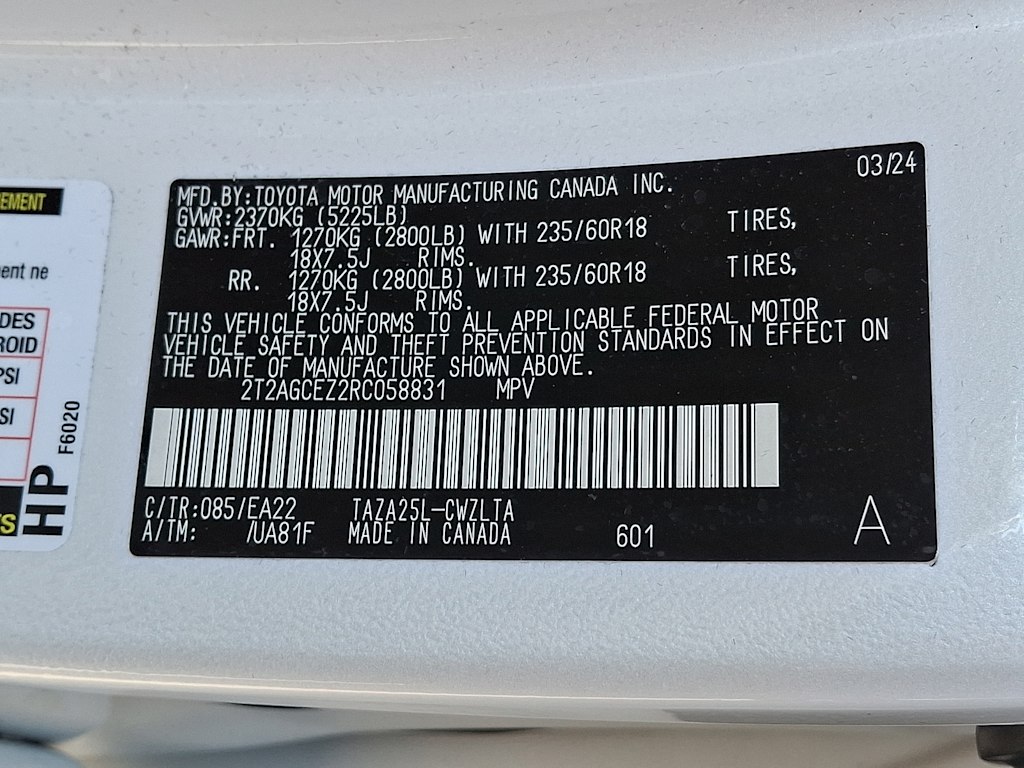 03/24
MFD.BY:TOYOTA MOTOR MANUFACTURING CANADA INC.
GVWR:2370KG (5225LB)
GAWR:FRT. 1270KG (2800LB) WITH 235/60R18 TIRES,
18X7.5J RIMS.
RR. 1270KG (2800LB) WITH 235/60R18 TIRES,
18X7.5J RIMS.
THIS VEHICLE CONFORMS TO ALL APPLICABLE FEDERAL MOTOR
VEHICLE SAFETY AND THEFT PREVENTION STANDARDS IN EFFECT ON
THE DATE OF MANUFACTURE SHOWN ABOVE.
2T2AGCEZ2RC058831 MPV
C/TR:085/EA22 TAZA25L-CWZLTA
A/TM: /UA81F MADE IN CANADA 601 A
EMENT
ent ne
DES
ROID
PSI
SI
F6020
HP
S